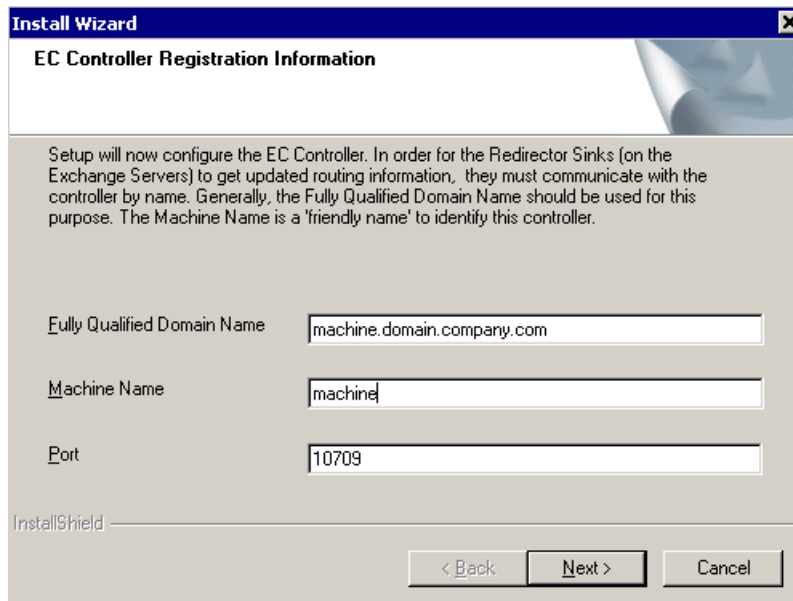 Install Wizard
EC Controller Registration Information
Setup will now configure the EC Controller. In order for the Redirector Sinks (on the
Exchange Servers) to get updated routing information,  they must communicate with the
controller by name. Generally, the Fully Qualified Domain Name should be used for this
purpose. The Machine Name is a 'friendly name' to identify this controller.
Fully Qualified Domain Name machine.domain.company.com
Machine Name machine
Port 10709
InstallShield
< Back Next > Cancel